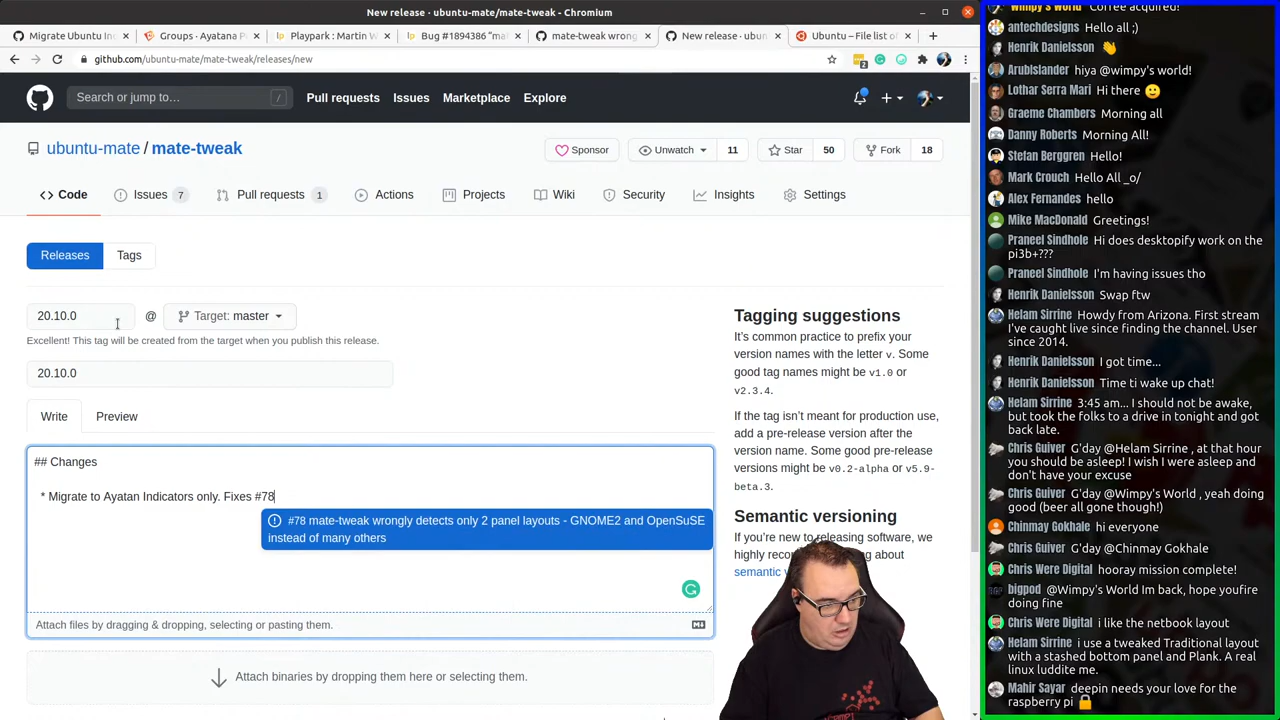 New release · ubuntu-mate/mate-tweak - Chromium
Migrate Ubuntu In
Groups · Ayatana P
Playpark : Martin W
Bug #1894386 "mat
mate-tweak wrong
New release · ubun
Ubuntu – File list of
github.com/ubuntu-mate/mate-tweak/releases/new
2
Search or jump to…
/
Pull requests
Issues
Marketplace
Explore
ubuntu-mate / mate-tweak
Sponsor
Unwatch
11
Star
50
Fork
18
Code
Issues 7
Pull requests 1
Actions
Projects
Wiki
Security
Insights
Settings
Releases
Tags
20.10.0
@
Target: master
Excellent! This tag will be created from the target when you publish this release.
20.10.0
Write
Preview
## Changes
* Migrate to Ayatan Indicators only. Fixes #78
#78 mate-tweak wrongly detects only 2 panel layouts - GNOME2 and OpenSuSE
instead of many others
Attach files by dragging & dropping, selecting or pasting them.
Attach binaries by dropping them here or selecting them.
Tagging suggestions
It's common practice to prefix your
version names with the letter v. Some
good tag names might be v1.0 or
v2.3.4.
If the tag isn't meant for production use,
add a pre-release version after the
version name. Some good pre-release
versions might be v0.2-alpha or v5.9-
beta.3.
Semantic versioning
If you're new to releasing software, we
highly about
semantic
Wimpy's World Coffee acquired!
antechdesigns Hello all ;)
Henrik Danielsson 👋
ArubIslander hiya @wimpy's world!
Lothar Serra Mari Hi there 🙂
Graeme Chambers Morning all
Danny Roberts Morning All!
Stefan Berggren Hello!
Mark Crouch Hello All _o/
Alex Fernandes hello
Mike MacDonald Greetings!
Praneel Sindhole Hi does desktopify work on the
pi3b+???
Praneel Sindhole I'm having issues tho
Henrik Danielsson Swap ftw
Helam Sirrine Howdy from Arizona. First stream
I've caught live since finding the channel. User
since 2014.
Henrik Danielsson I got time...
Henrik Danielsson Time ti wake up chat!
Helam Sirrine 3:45 am... I should not be awake,
but took the folks to a drive in tonight and got
back late.
Chris Guiver G'day @Helam Sirrine , at that hour
you should be asleep! I wish I were asleep and
don't have your excuse
Chris Guiver G'day @Wimpy's World , yeah doing
good (beer all gone though!)
Chinmay Gokhale hi everyone
Chris Guiver G'day @Chinmay Gokhale
Chris Were Digital hooray mission complete!
bigpod @Wimpy's World Im back, hope youfire
doing fine
Chris Were Digital i like the netbook layout
Helam Sirrine i use a tweaked Traditional layout
with a stashed bottom panel and Plank. A real
linux luddite me.
Mahir Sayar deepin needs your love for the
raspberry pi 🔒